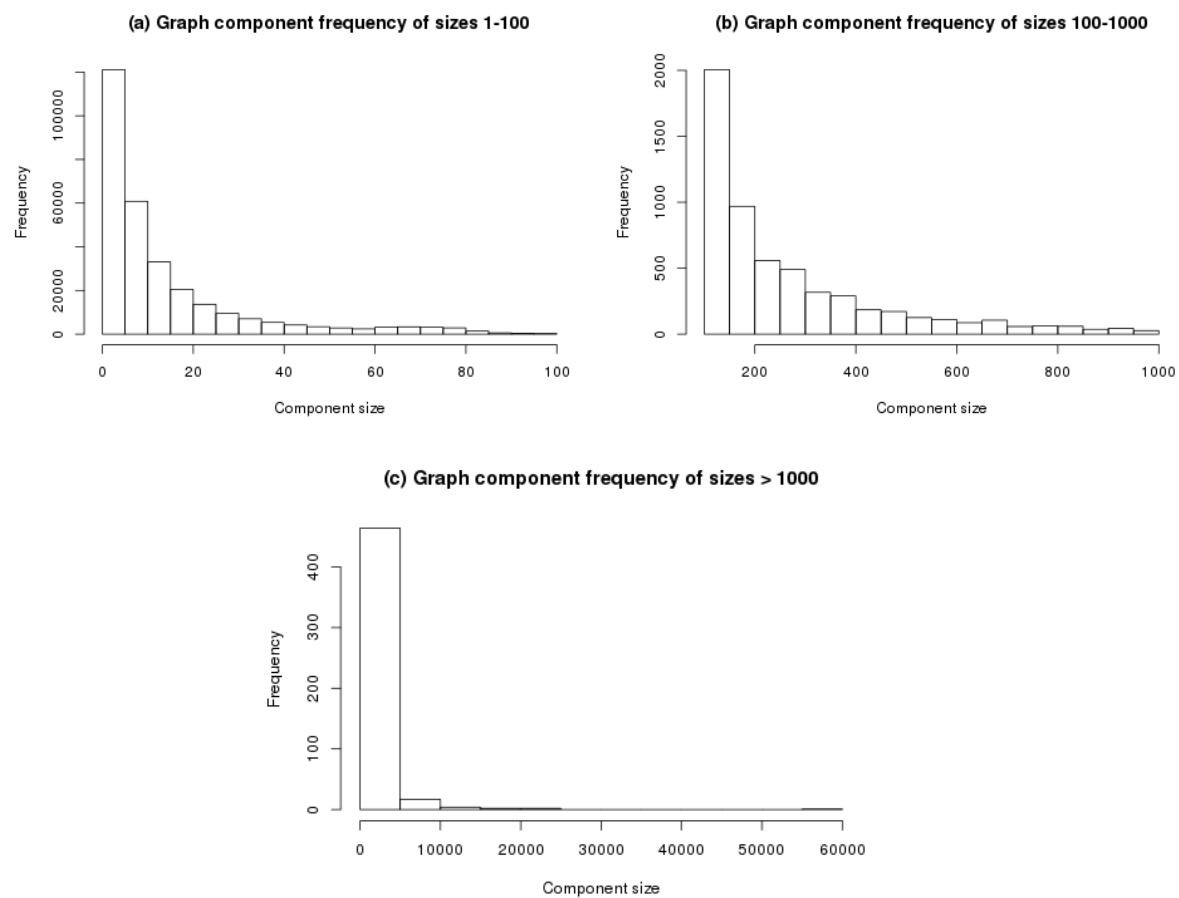 (a) Graph component frequency of sizes 1-100
Frequency
0
20000
60000
100000
0 20 40 60 80 100
Component size
(b) Graph component frequency of sizes 100-1000
Frequency
0
500
1000
1500
2000
200 400 600 800 1000
Component size
(c) Graph component frequency of sizes > 1000
Frequency
0
100
200
300
400
0 10000 20000 30000 40000 50000 60000
Component size